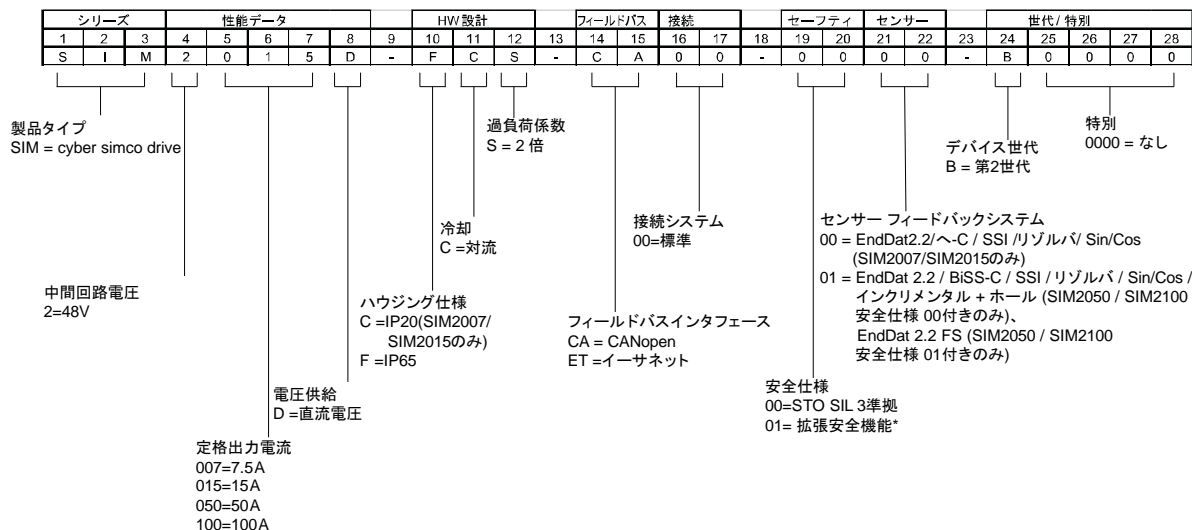 シリーズ 性能データ HW設計 フィールドバス 接続 セーフティ センサー 世代/特別
1 2 3 4 5 6 7 8 9 10 11 12 13 14 15 16 17 18 19 20 21 22 23 24 25 26 27 28
S I M 2 0 1 5 D - F C S - C A 0 0 - 0 0 0 0 - B 0 0 0 0
製品タイプ
SIM = cyber simco drive
過負荷係数
S = 2 倍
特別
0000 = なし
デバイス世代
B = 第2世代
冷却
C =対流
接続システム
00=標準
センサー フィードバックシステム
00 = EndDat2.2/ヘ-C / SSI /リゾルバ/ Sin/Cos
(SIM2007/SIM2015のみ)
01 = EndDat 2.2 / BiSS-C / SSI / リゾルバ / Sin/Cos /
インクリメンタル + ホール (SIM2050 / SIM2100
安全仕様 00付きのみ)、
EndDat 2.2 FS (SIM2050 / SIM2100
安全仕様 01付きのみ)
中間回路電圧
2=48V
ハウジング仕様
C =IP20(SIM2007/
SIM2015のみ)
F =IP65
フィールドバスインタフェース
CA = CANopen
ET =イーサネット
電圧供給
D =直流電圧
安全仕様
00=STO SIL 3準拠
01= 拡張安全機能*
定格出力電流
007=7.5A
015=15A
050=50A
100=100A